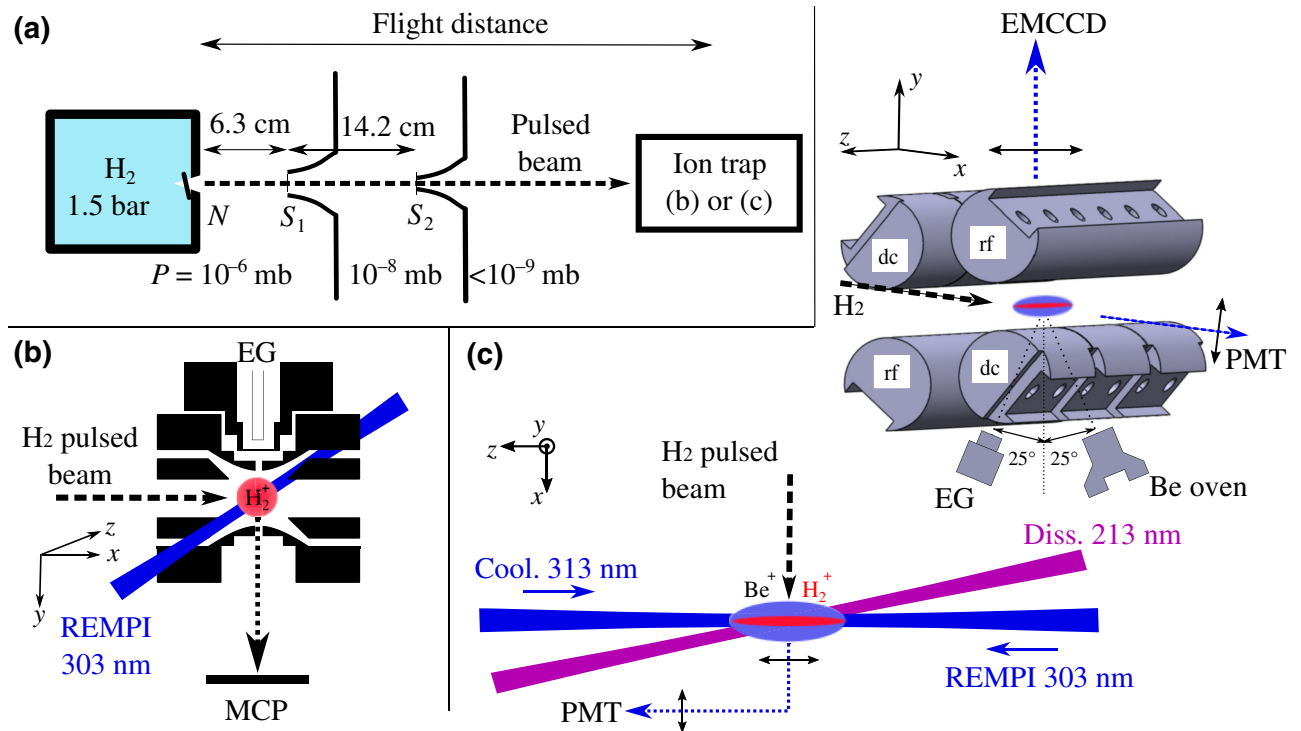 (a)
Flight distance
6.3 cm
14.2 cm
Pulsed
beam
H₂
1.5 bar
N
S₁
S₂
Ion trap
(b) or (c)
P = 10⁻⁶ mb
10⁻⁸ mb
<10⁻⁹ mb
EMCCD
y
z
x
dc
rf
H₂
PMT
rf
dc
25°
25°
EG
Be oven
(b)
EG
H₂ pulsed
beam
H₂⁺
z
x
y
REMPI
303 nm
MCP
(c)
y
z
x
H₂ pulsed
beam
Diss. 213 nm
Cool. 313 nm
Be⁺
H₂⁺
REMPI 303 nm
PMT